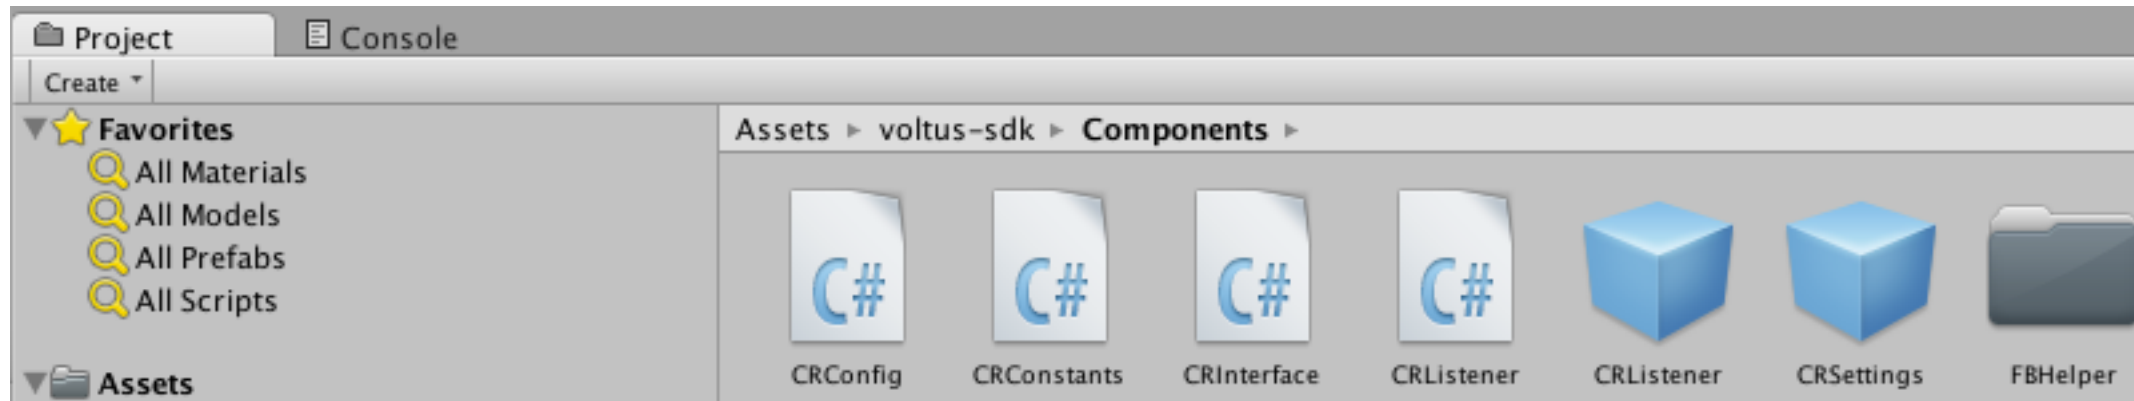 Project
Console
Create
Favorites
All Materials
All Models
All Prefabs
All Scripts
Assets
Assets voltus-sdk Components
C# C# C# C#
CRConfig CRConstants CRInterface CRListener CRListener CRSettings FBHelper